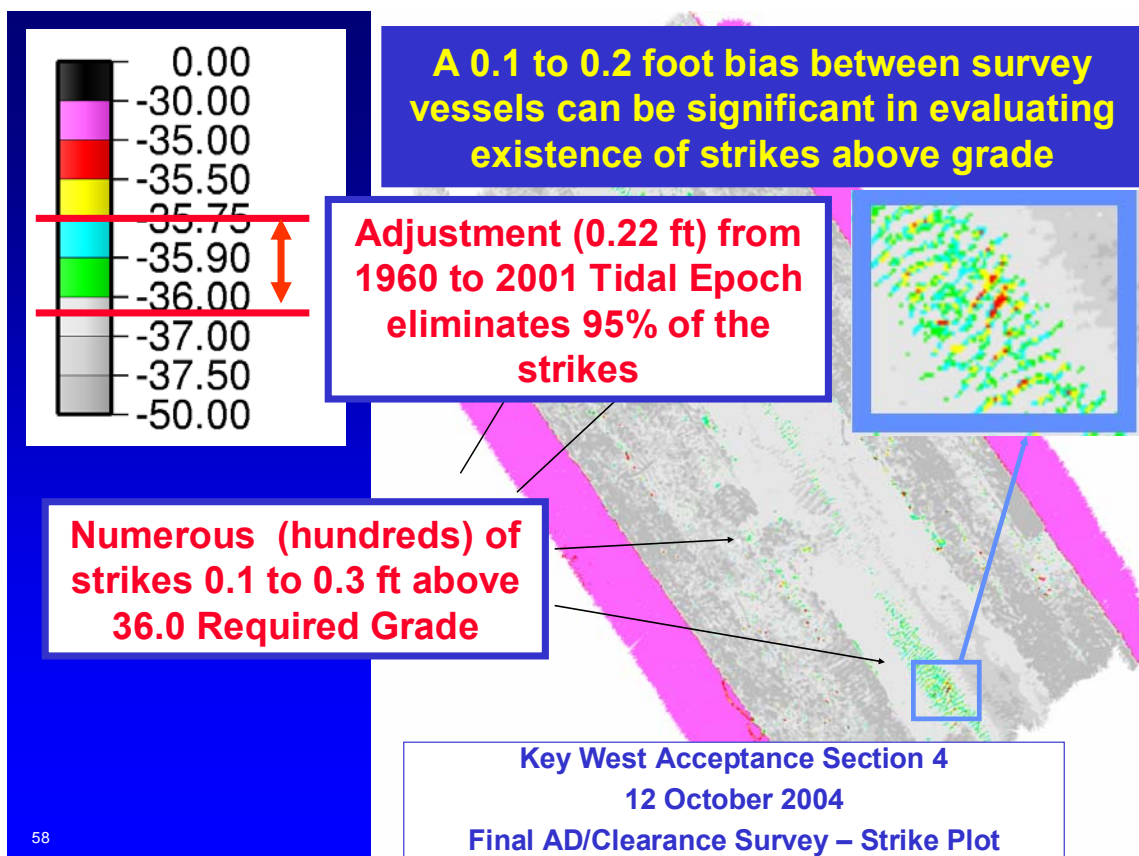 0.00
-30.00
-35.00
-35.50
-35.75
-35.90
-36.00
-37.00
-37.50
-50.00
A 0.1 to 0.2 foot bias between survey
vessels can be significant in evaluating
existence of strikes above grade
Adjustment (0.22 ft) from
1960 to 2001 Tidal Epoch
eliminates 95% of the
strikes
Numerous (hundreds) of
strikes 0.1 to 0.3 ft above
36.0 Required Grade
Key West Acceptance Section 4
12 October 2004
Final AD/Clearance Survey – Strike Plot
58